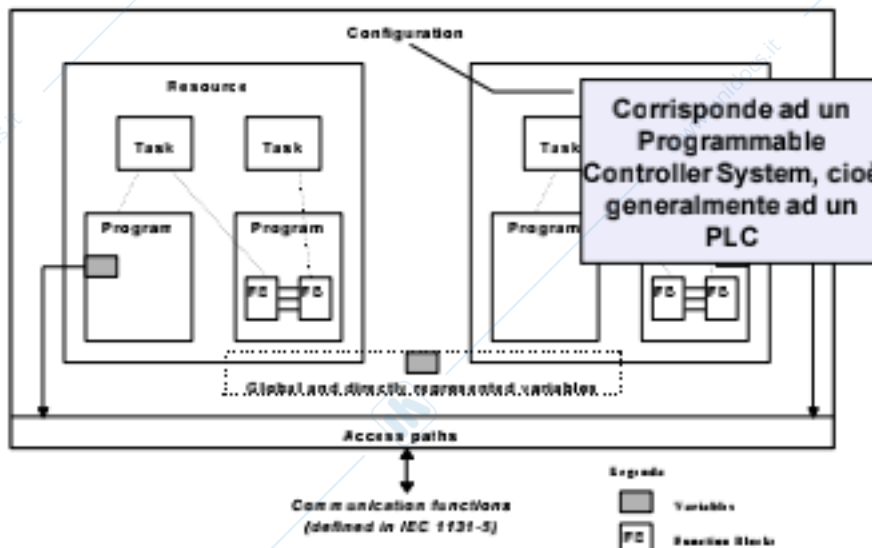 Configuration
Resource
Corrisponde ad un
Programmable
Controller System, cioè
generalmente ad un
PLC
Task
Task
Task
Program
Program
Program
FB
FB
FB
FB
Global and directly represented variables
Access paths
Communication functions
(defined in IEC 1131-5)
Legenda
Variables
FB
Function Blocks